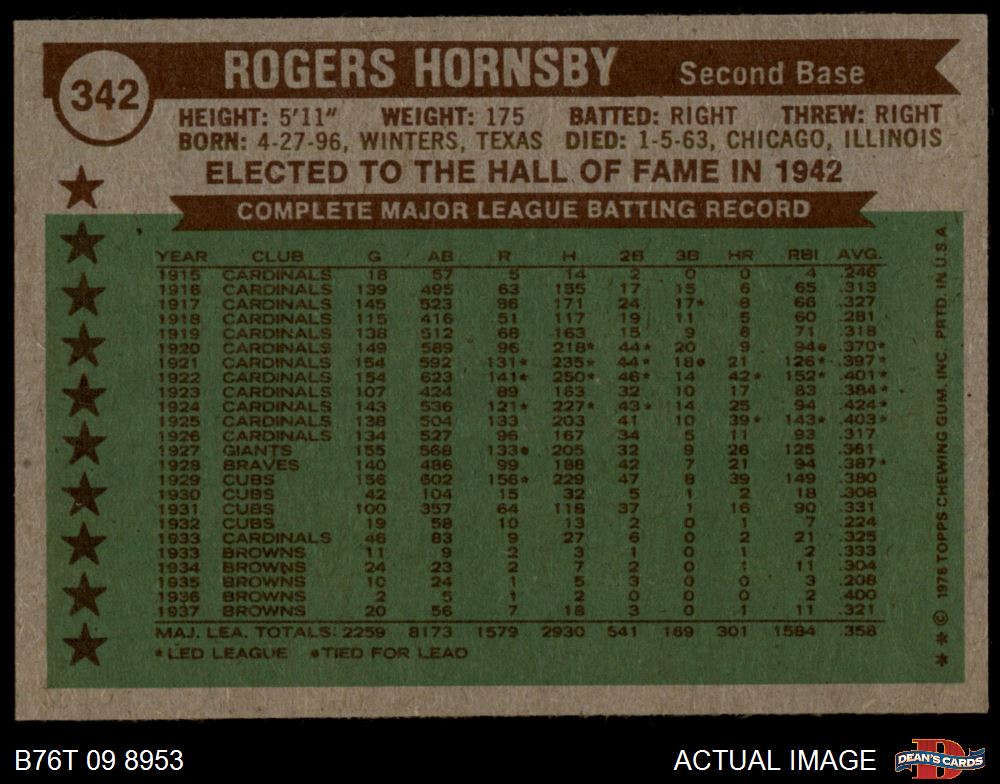 342
ROGERS HORNSBY Second Base
HEIGHT: 5'11" WEIGHT: 175 BATTED: RIGHT THREW: RIGHT
BORN: 4-27-96, WINTERS, TEXAS DIED: 1-5-63, CHICAGO, ILLINOIS
ELECTED TO THE HALL OF FAME IN 1942
COMPLETE MAJOR LEAGUE BATTING RECORD
YEAR CLUB G AB R H 2B 3B HR RBI AVG.
1915 CARDINALS 18 57 5 14 2 0 0 4 .246
1916 CARDINALS 139 495 63 155 17 15 6 65 .313
1917 CARDINALS 145 523 96 171 24 17* 8 66 .327
1918 CARDINALS 115 416 51 117 19 11 5 60 .281
1919 CARDINALS 138 512 68 163 15 9 8 71 .318
1920 CARDINALS 149 589 96 218* 44* 20 9 94● .370*
1921 CARDINALS 154 592 131* 235* 44* 18● 21 126* .397*
1922 CARDINALS 154 623 141* 250* 46* 14 42* 152* .401*
1923 CARDINALS 107 424 89 163 32 10 17 83 .384*
1924 CARDINALS 143 536 121* 227* 43* 14 25 94 .424*
1925 CARDINALS 138 504 133 203 41 10 39* 143* .403*
1926 CARDINALS 134 527 96 167 34 5 11 93 .317
1927 GIANTS 155 568 133● 205 32 9 26 125 .361
1928 BRAVES 140 486 99 188 42 7 21 94 .387*
1929 CUBS 156 602 156* 229 47 8 39 149 .380
1930 CUBS 42 104 15 32 5 1 2 18 .308
1931 CUBS 100 357 64 118 37 1 16 90 .331
1932 CUBS 19 58 10 13 2 0 1 7 .224
1933 CARDINALS 46 83 9 27 6 0 2 21 .325
1933 BROWNS 11 9 2 3 1 0 1 2 .333
1934 BROWNS 24 23 2 7 2 0 1 11 .304
1935 BROWNS 10 24 1 5 3 0 0 3 .208
1936 BROWNS 2 5 1 2 0 0 0 2 .400
1937 BROWNS 20 56 7 18 3 0 1 11 .321
MAJ. LEA. TOTALS: 2259 8173 1579 2930 541 169 301 1584 .358
*LED LEAGUE ●TIED FOR LEAD
* * © 1976 TOPPS CHEWING GUM, INC. PRTD. IN U.S.A.
B76T 09 8953
ACTUAL IMAGE
D
DEAN'S CARDS